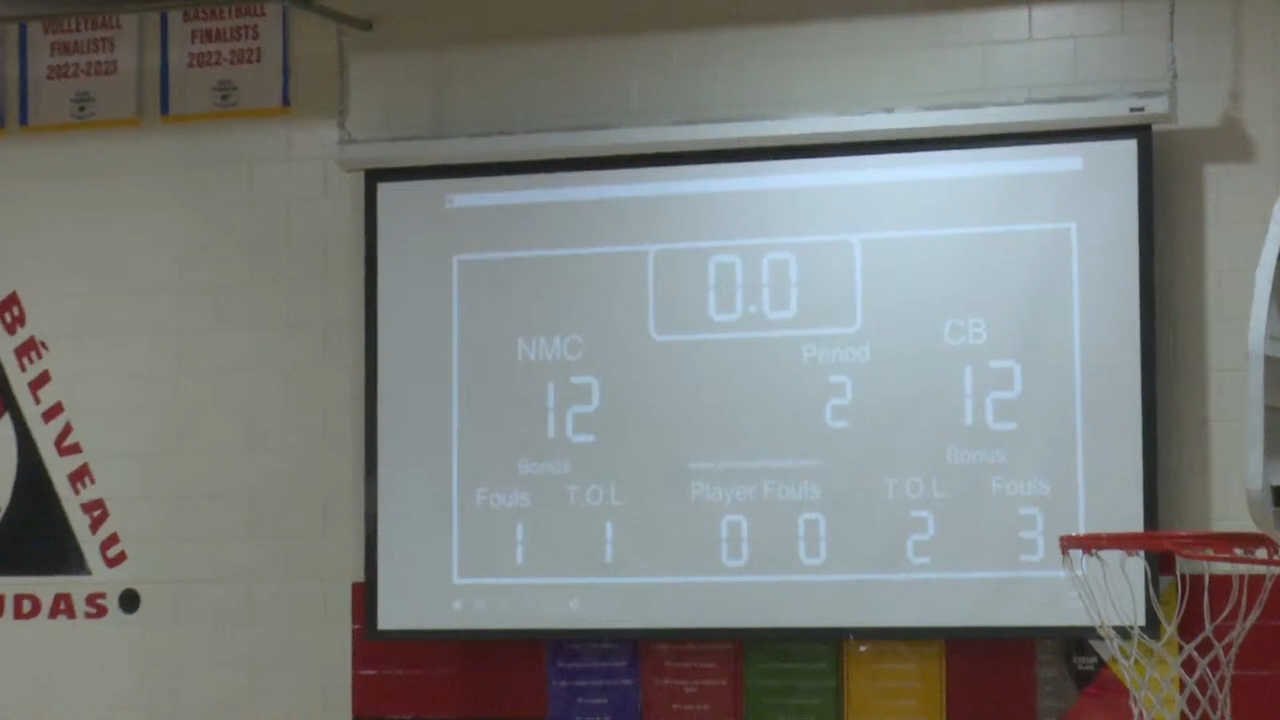 VOLLEYBALL
FINALISTS
2022-2023
BASKETBALL
FINALISTS
2022-2023
BÉLIVEAU
UDAS
0.0
NMC
Period
CB
12
2
12
Bonus
Bonus
Fouls T.O.L. Player Fouls T.O.L. Fouls
1 1 0 0 2 3